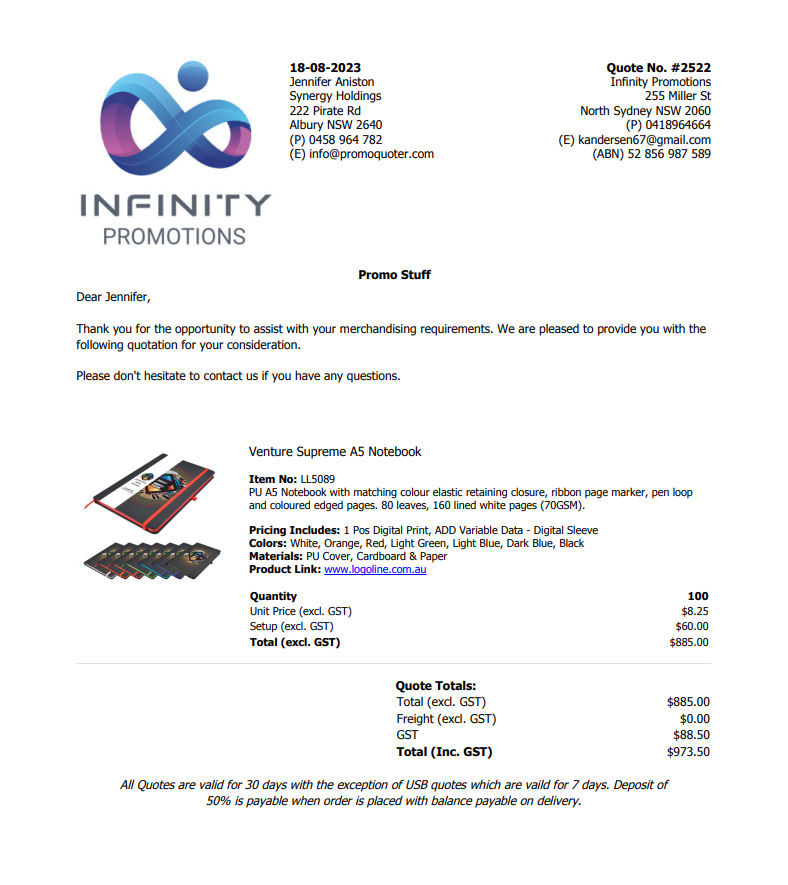 INFINITY
PROMOTIONS
18-08-2023
Jennifer Aniston
Synergy Holdings
222 Pirate Rd
Albury NSW 2640
(P) 0458 964 782
(E) info@promoquoter.com
Quote No. #2522
Infinity Promotions
255 Miller St
North Sydney NSW 2060
(P) 0418964664
(E) kandersen67@gmail.com
(ABN) 52 856 987 589
Promo Stuff
Dear Jennifer,
Thank you for the opportunity to assist with your merchandising requirements. We are pleased to provide you with the
following quotation for your consideration.
Please don't hesitate to contact us if you have any questions.
Venture Supreme A5 Notebook
Item No: LL5089
PU A5 Notebook with matching colour elastic retaining closure, ribbon page marker, pen loop
and coloured edged pages. 80 leaves, 160 lined white pages (70GSM).
Pricing Includes: 1 Pos Digital Print, ADD Variable Data - Digital Sleeve
Colors: White, Orange, Red, Light Green, Light Blue, Dark Blue, Black
Materials: PU Cover, Cardboard & Paper
Product Link: www.logoline.com.au
Quantity 100
Unit Price (excl. GST) $8.25
Setup (excl. GST) $60.00
Total (excl. GST) $885.00
Quote Totals:
Total (excl. GST) $885.00
Freight (excl. GST) $0.00
GST $88.50
Total (Inc. GST) $973.50
All Quotes are valid for 30 days with the exception of USB quotes which are vaild for 7 days. Deposit of
50% is payable when order is placed with balance payable on delivery.